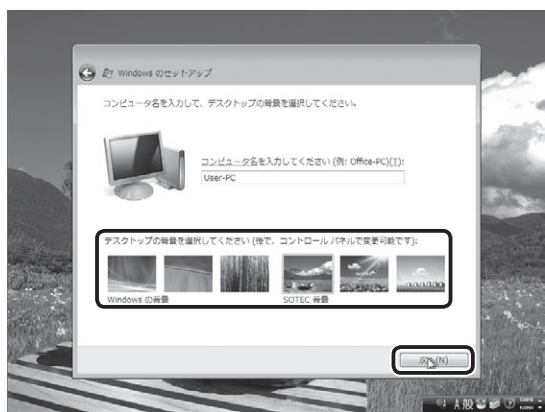 Windows のセットアップ
コンピュータ名を入力して、デスクトップの背景を選択してください。
コンピュータ名を入力してください (例: Office-PC)(T):
User-PC
デスクトップの背景を選択してください (後で、コントロール パネルで変更可能です):
Windows の背景
SOTEC 背景
次へ(N)
A 般
CAPS
KANA